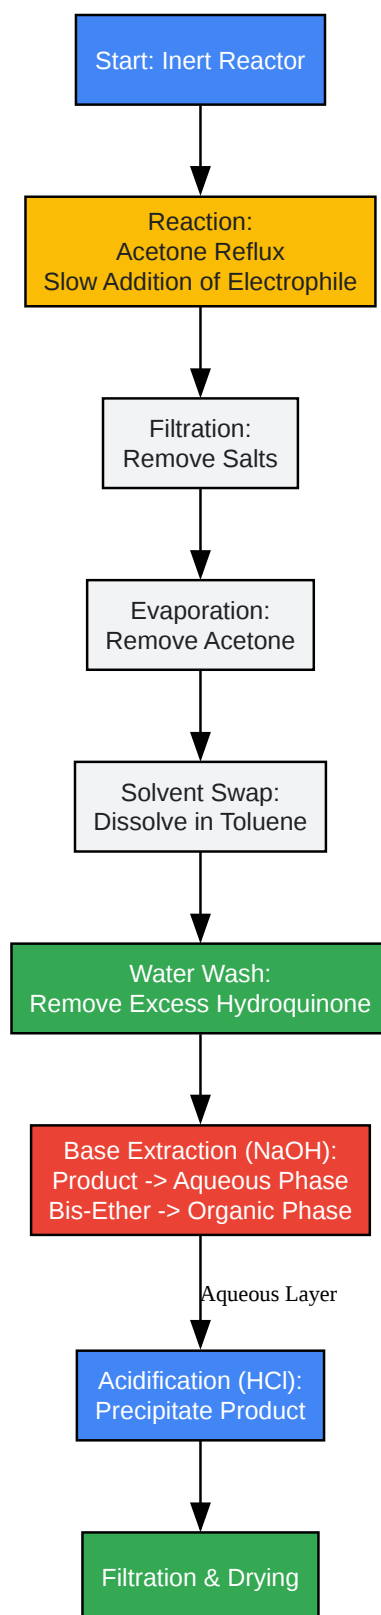 Start: Inert Reactor
Reaction:
Acetone Reflux
Slow Addition of Electrophile
Filtration:
Remove Salts
Evaporation:
Remove Acetone
Solvent Swap:
Dissolve in Toluene
Water Wash:
Remove Excess Hydroquinone
Base Extraction (NaOH):
Product -> Aqueous Phase
Bis-Ether -> Organic Phase
Aqueous Layer
Acidification (HCl):
Precipitate Product
Filtration & Drying